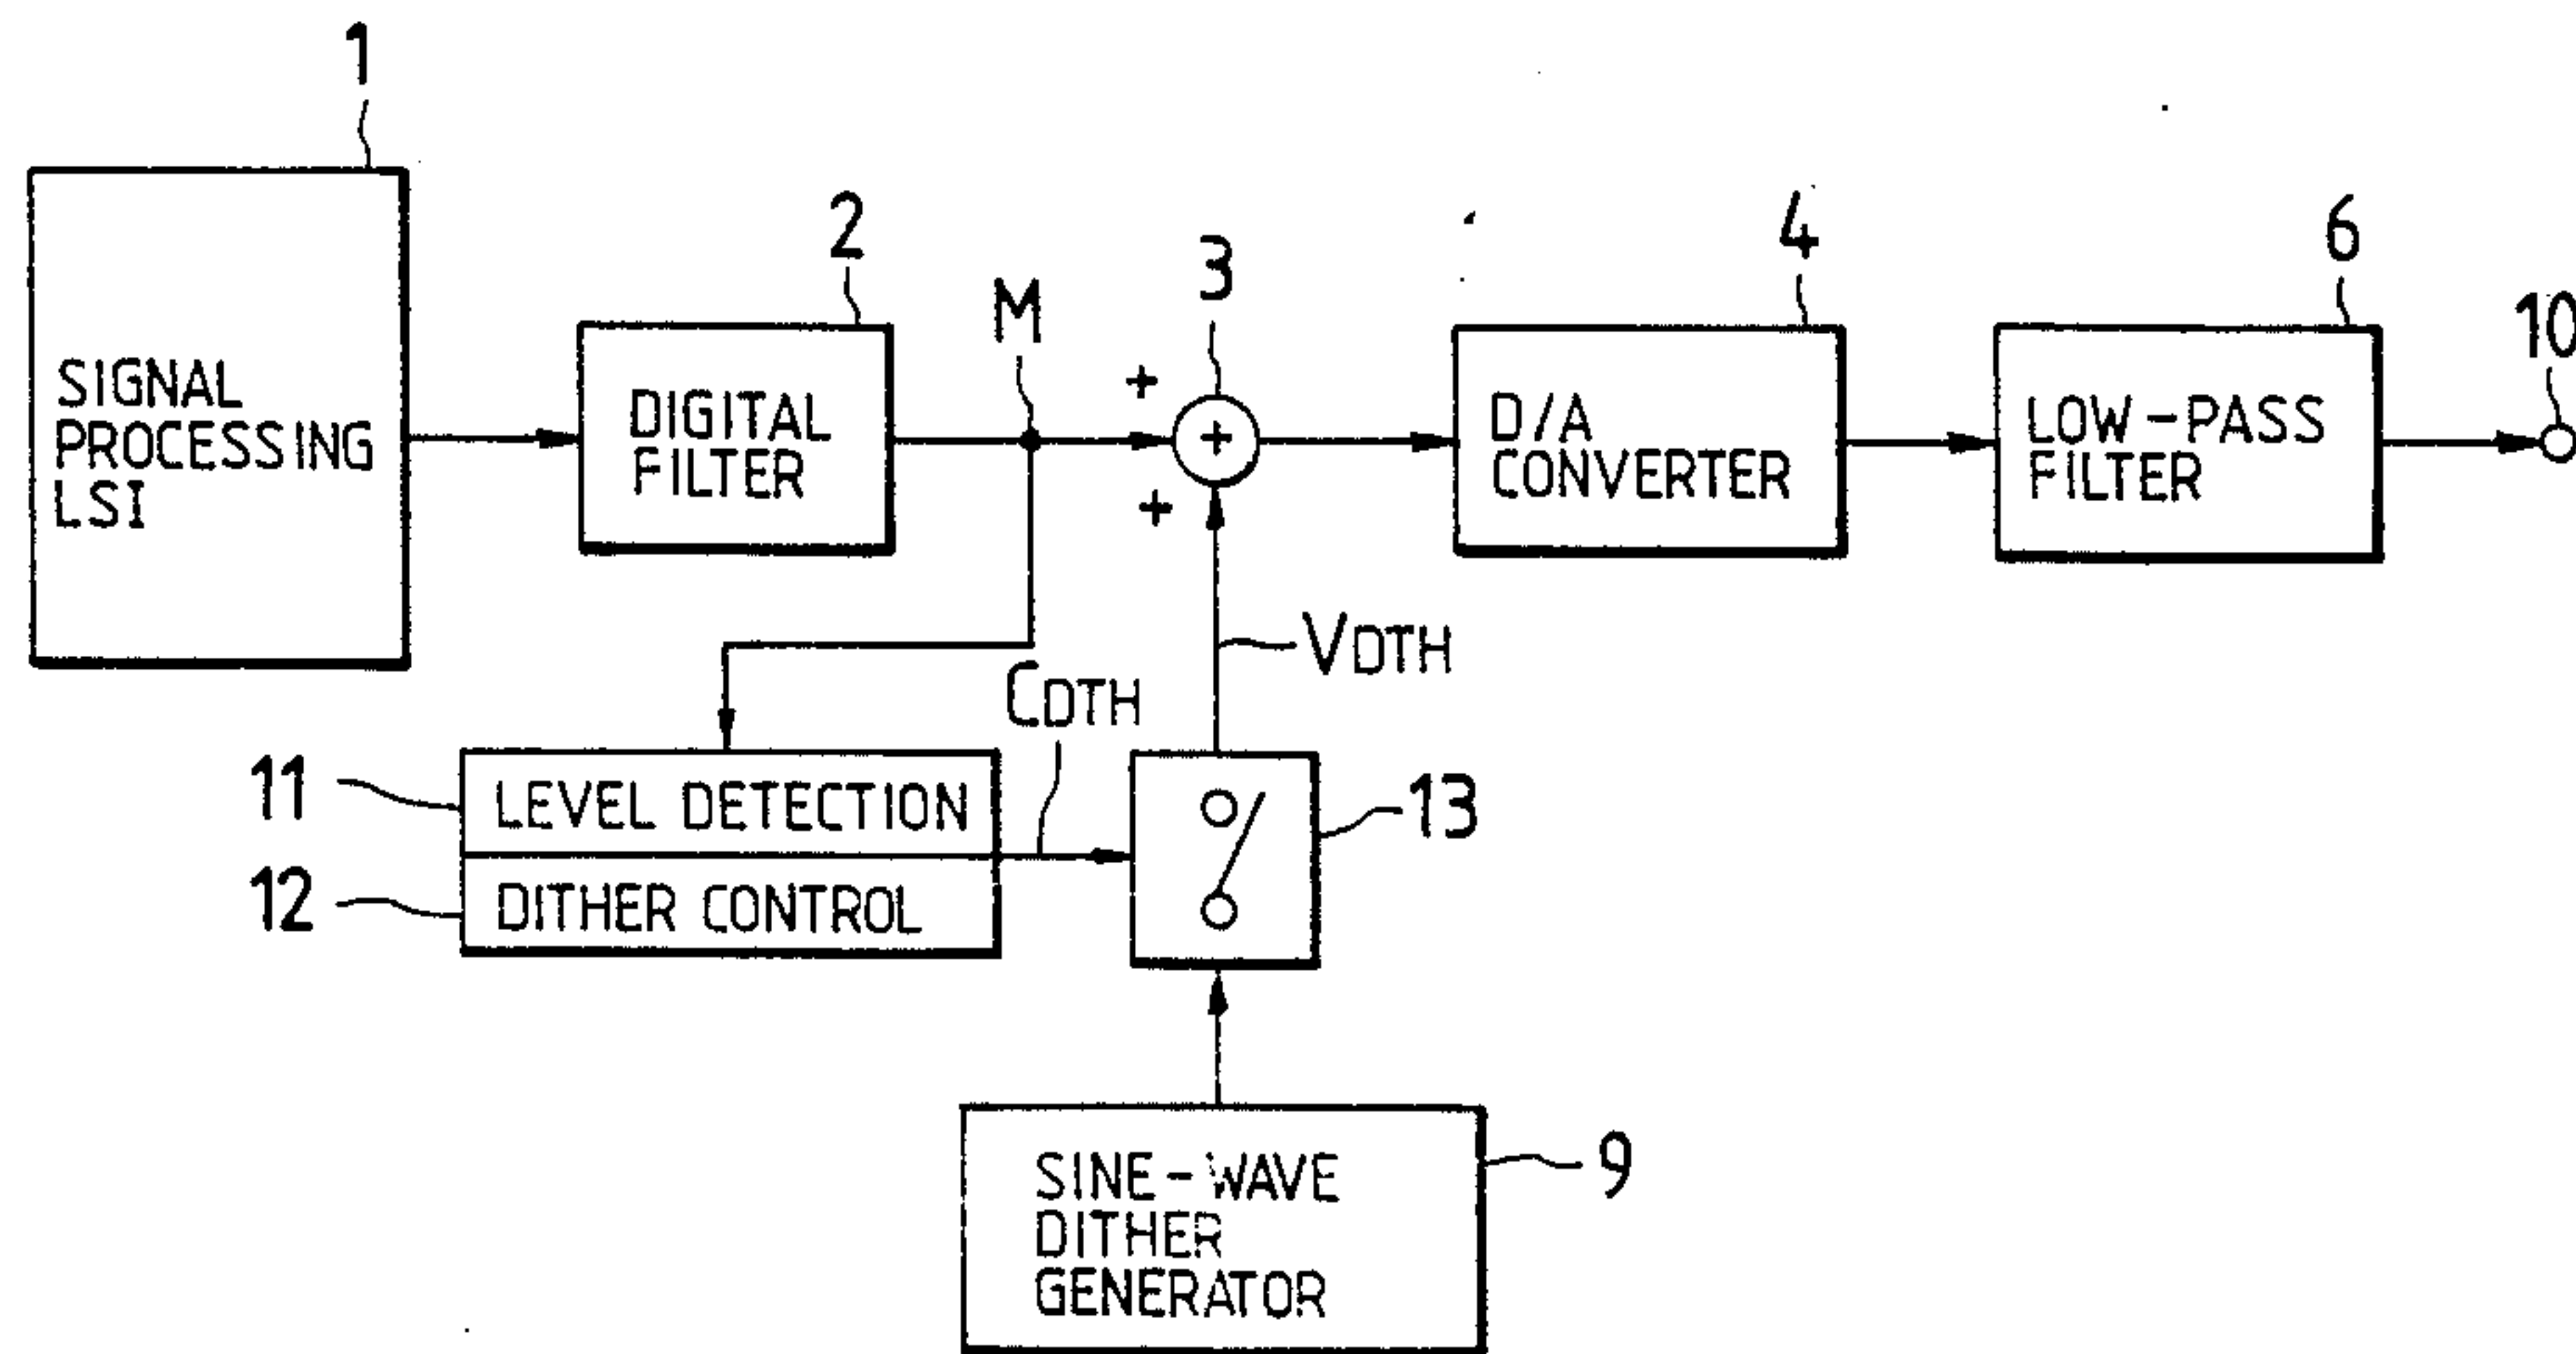 1
SIGNAL
PROCESSING
LSI
2
DIGITAL
FILTER
M
+
3
+
+
4
D/A
CONVERTER
6
LOW-PASS
FILTER
10
VDTH
CDTH
11
LEVEL DETECTION
12
DITHER CONTROL
13
SINE-WAVE
DITHER
GENERATOR
9